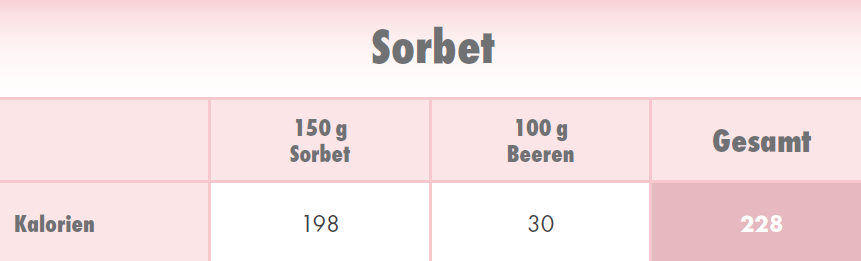 Sorbet
150 g
Sorbet
100 g
Beeren
Gesamt
Kalorien
198
30
228